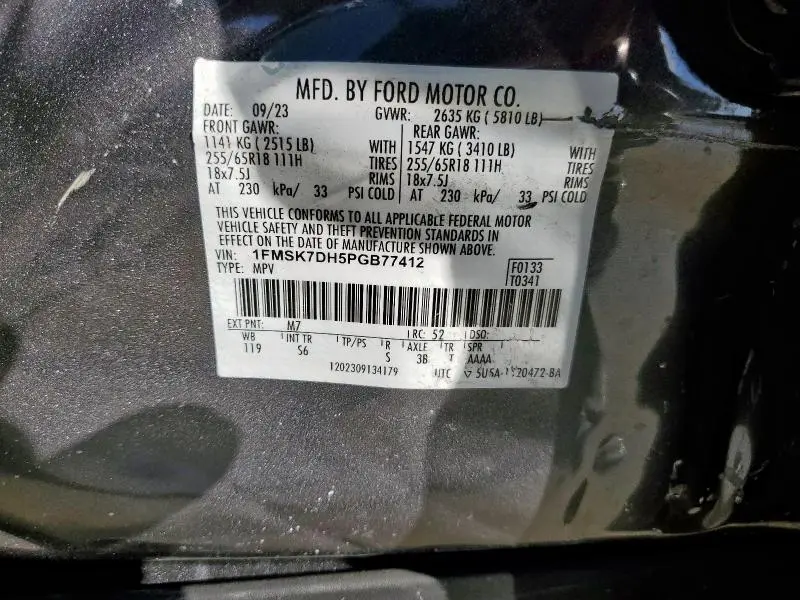 MFD. BY FORD MOTOR CO.
DATE: 09/23 GVWR: 2635 KG ( 5810 LB)
FRONT GAWR: REAR GAWR:
1141 KG ( 2515 LB) WITH 1547 KG ( 3410 LB) WITH
255/65R18 111H TIRES 255/65R18 111H TIRES
18x7.5J RIMS 18x7.5J RIMS
AT 230 kPa/ 33 PSI COLD AT 230 kPa/ 33 PSI COLD
THIS VEHICLE CONFORMS TO ALL APPLICABLE FEDERAL MOTOR
VEHICLE SAFETY AND THEFT PREVENTION STANDARDS IN
EFFECT ON THE DATE OF MANUFACTURE SHOWN ABOVE.
VIN: 1FMSK7DH5PGB77412
TYPE: MPV F0133
T0341
EXT PNT: M7 RC: 52 DSO:
WB INT TR TP/PS R AXLE TR SPR
119 S6 S 3B T AAAA
1202309134179 UTC